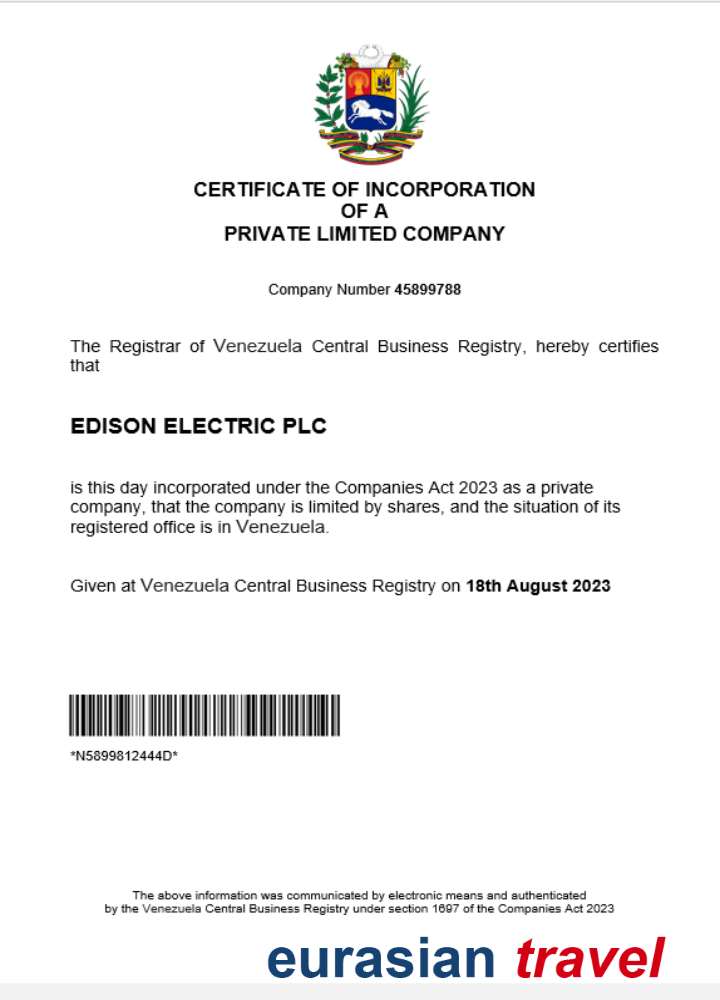 CERTIFICATE OF INCORPORATION
OF A
PRIVATE LIMITED COMPANY
Company Number 45899788
The Registrar of Venezuela Central Business Registry, hereby certifies
that
EDISON ELECTRIC PLC
is this day incorporated under the Companies Act 2023 as a private
company, that the company is limited by shares, and the situation of its
registered office is in Venezuela.
Given at Venezuela Central Business Registry on 18th August 2023
*N5899812444D*
The above information was communicated by electronic means and authenticated
by the Venezuela Central Business Registry under section 1697 of the Companies Act 2023
eurasian travel